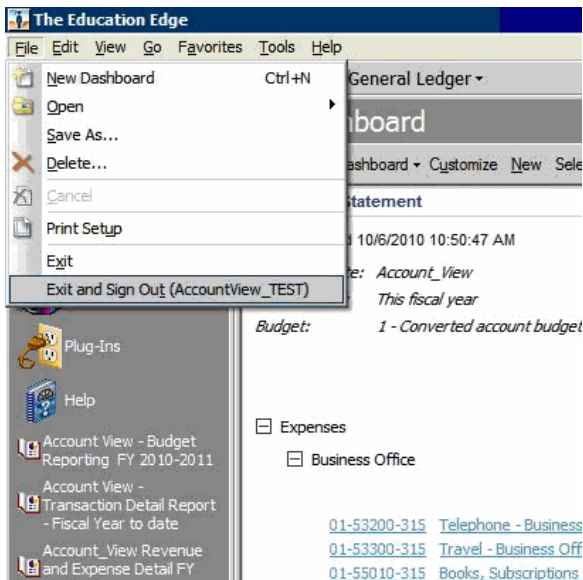 The Education Edge
File Edit View Go Favorites Tools Help
New Dashboard Ctrl+N
General Ledger
Open
board
Save As...
Delete...
ashboard Customize New Sele
Cancel
Statement
Print Setup
10/6/2010 10:50:47 AM
Exit
e: Account_View
Exit and Sign Out (AccountView_TEST)
This fiscal year
Budget: 1 - Converted account budget
Plug-Ins
Help
Expenses
Business Office
Account View - Budget
Reporting FY 2010-2011
Account View -
Transaction Detail Report
- Fiscal Year to date
Account_View Revenue
and Expense Detail FY
01-53200-315 Telephone - Business
01-53300-315 Travel - Business Offi
01-55010-315 Books, Subscriptions